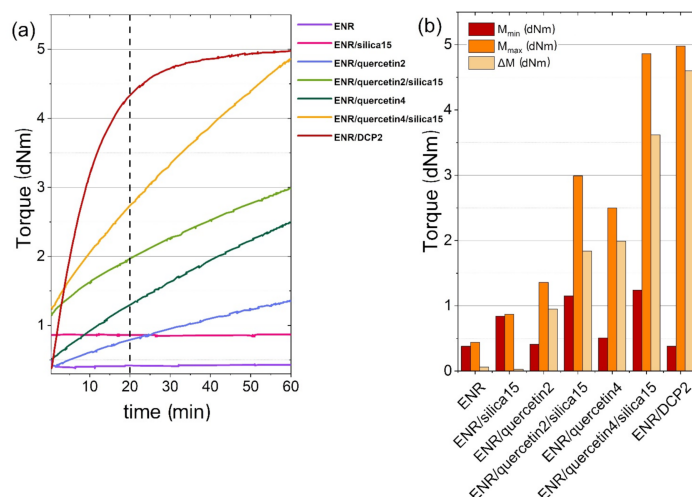 (a)
5
4
3
2
1
Torque (dNm)
10
20
30
40
50
60
time (min)
ENR
ENR/silica15
ENR/quercetin2
ENR/quercetin2/silica15
ENR/quercetin4
ENR/quercetin4/silica15
ENR/DCP2
(b)
M_min (dNm)
M_max (dNm)
ΔM (dNm)
5
4
3
2
1
0
Torque (dNm)
ENR
ENR/silica15
ENR/quercetin2
ENR/quercetin2/silica15
ENR/quercetin4
ENR/quercetin4/silica15
ENR/DCP2